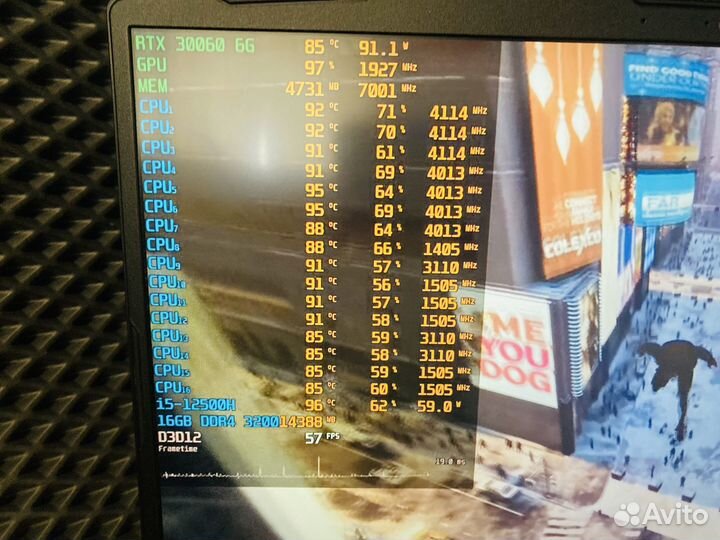 RTX 30060 6G 85 °C 91.1 W
GPU 97 % 1927 MHz
MEM 4731 MB 7001 MHz
CPU1 92 °C 71 % 4114 MHz
CPU2 92 °C 70 % 4114 MHz
CPU3 91 °C 61 % 4114 MHz
CPU4 91 °C 69 % 4013 MHz
CPU5 95 °C 64 % 4013 MHz
CPU6 95 °C 69 % 4013 MHz
CPU7 88 °C 64 % 4013 MHz
CPU8 88 °C 66 % 1405 MHz
CPU9 91 °C 57 % 3110 MHz
CPU10 91 °C 56 % 1505 MHz
CPU11 91 °C 57 % 1505 MHz
CPU12 91 °C 58 % 1505 MHz
CPU13 85 °C 59 % 3110 MHz
CPU14 85 °C 58 % 3110 MHz
CPU15 85 °C 59 % 1505 MHz
CPU16 85 °C 60 % 1505 MHz
i5-12500H 96 °C 62 % 59.0 W
16GB DDR4 3200 14388 MB
D3D12 57 FPS
Frametime
19.0 ms
FIND GOOD
UNDER
FAR
COLEXCO
ME
YOU
DOG
Avito